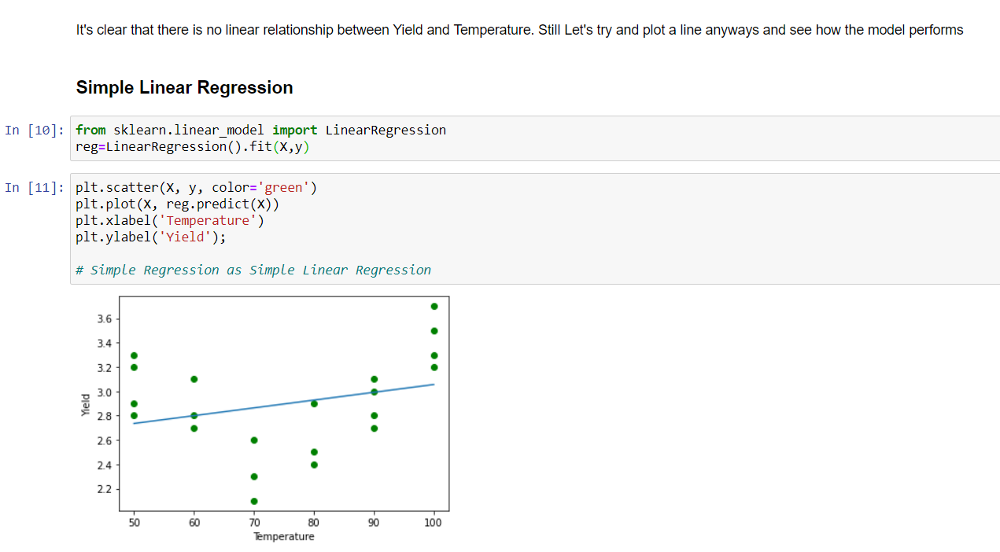 It's clear that there is no linear relationship between Yield and Temperature. Still Let's try and plot a line anyways and see how the model performs
Simple Linear Regression
In [10]: from sklearn.linear_model import LinearRegression
reg=LinearRegression().fit(X,y)
In [11]: plt.scatter(X, y, color='green')
plt.plot(X, reg.predict(X))
plt.xlabel('Temperature')
plt.ylabel('Yield');
# Simple Regression as Simple Linear Regression
3.6
3.4
3.2
3.0
2.8
2.6
2.4
2.2
Yield
50 60 70 80 90 100
Temperature